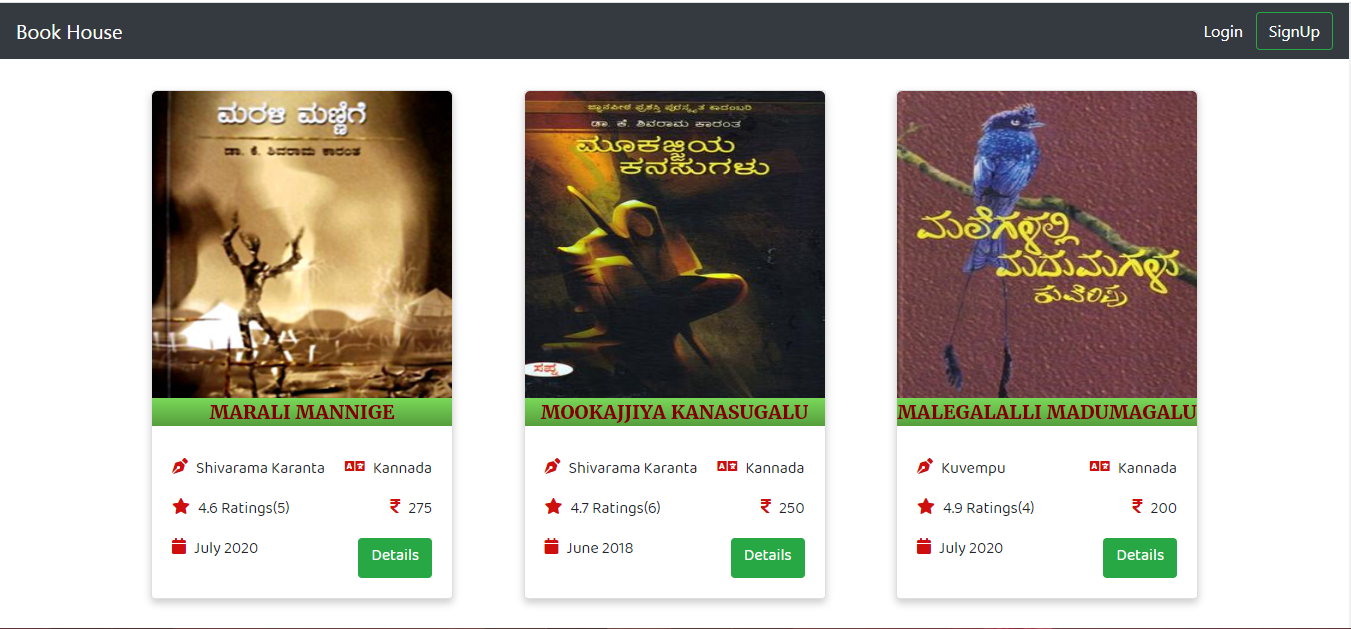 Book House
Login
SignUp
ಮರಳಿ ಮಣ್ಣಿಗೆ
ಡಾ. ಕೆ. ಶಿವರಾಮ ಕಾರಂತ
MARALI MANNIGE
Shivarama Karanta
Kannada
4.6 Ratings(5)
₹ 275
July 2020
Details
ಜ್ಞಾನಪೀಠ ಪ್ರಶಸ್ತಿ ಪುರಸ್ಕೃತ ಕಾದಂಬರಿ
ಡಾ. ಕೆ. ಶಿವರಾಮ ಕಾರಂತ
ಮೂಕಜ್ಜಿಯ
ಕನಸುಗಳು
ಸಪ್ನ
MOOKAJJIYA KANASUGALU
Shivarama Karanta
Kannada
4.7 Ratings(6)
₹ 250
June 2018
Details
ಮಲೆಗಳಲ್ಲಿ
ಮದುಮಗಳು
ಕುವೆಂಪು
MALEGALALLI MADUMAGALU
Kuvempu
Kannada
4.9 Ratings(4)
₹ 200
July 2020
Details